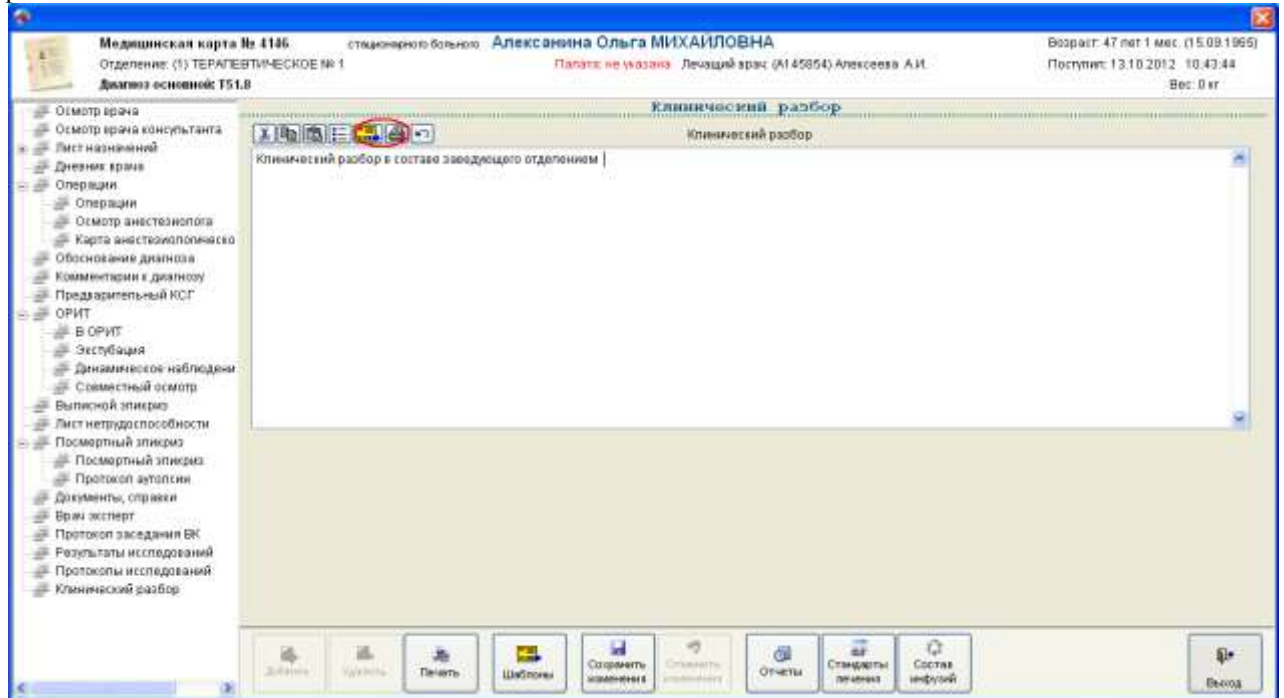 Медицинская карта № 4146 стационарного больного Алексанина Ольга МИХАЙЛОВНА Возраст: 47 лет 1 мес. (15.09.1965)
Отделение: (1) ТЕРАПЕВТИЧЕСКОЕ № 1 Палата: не указана Лечащий врач: (А145854) Алексеева А.И. Поступил: 13.10.2012 10:43:44
Диагноз основной: T51.8 Вес: 0 кг
Клинический разбор
Клинический разбор
Клинический разбор в составе заведующего отделением
Осмотр врача
Осмотр врача консультанта
Лист назначений
Дневник врача
Операции
Операции
Осмотр анестезиолога
Карта анестезиологическо
Обоснование диагноза
Комментарии к диагнозу
Предварительный КСГ
ОРИТ
В ОРИТ
Экстубация
Динамическое наблюдени
Совместный осмотр
Выписной эпикриз
Лист нетрудоспособности
Посмертный эпикриз
Посмертный эпикриз
Протокол аутопсии
Документы, справки
Врач эксперт
Протокол заседания ВК
Результаты исследований
Протоколы исследований
Клинический разбор
Добавить Удалить Печать Шаблоны Сохранить изменения Отменить изменения Отчеты Стандарты лечения Состав инфузий Выход